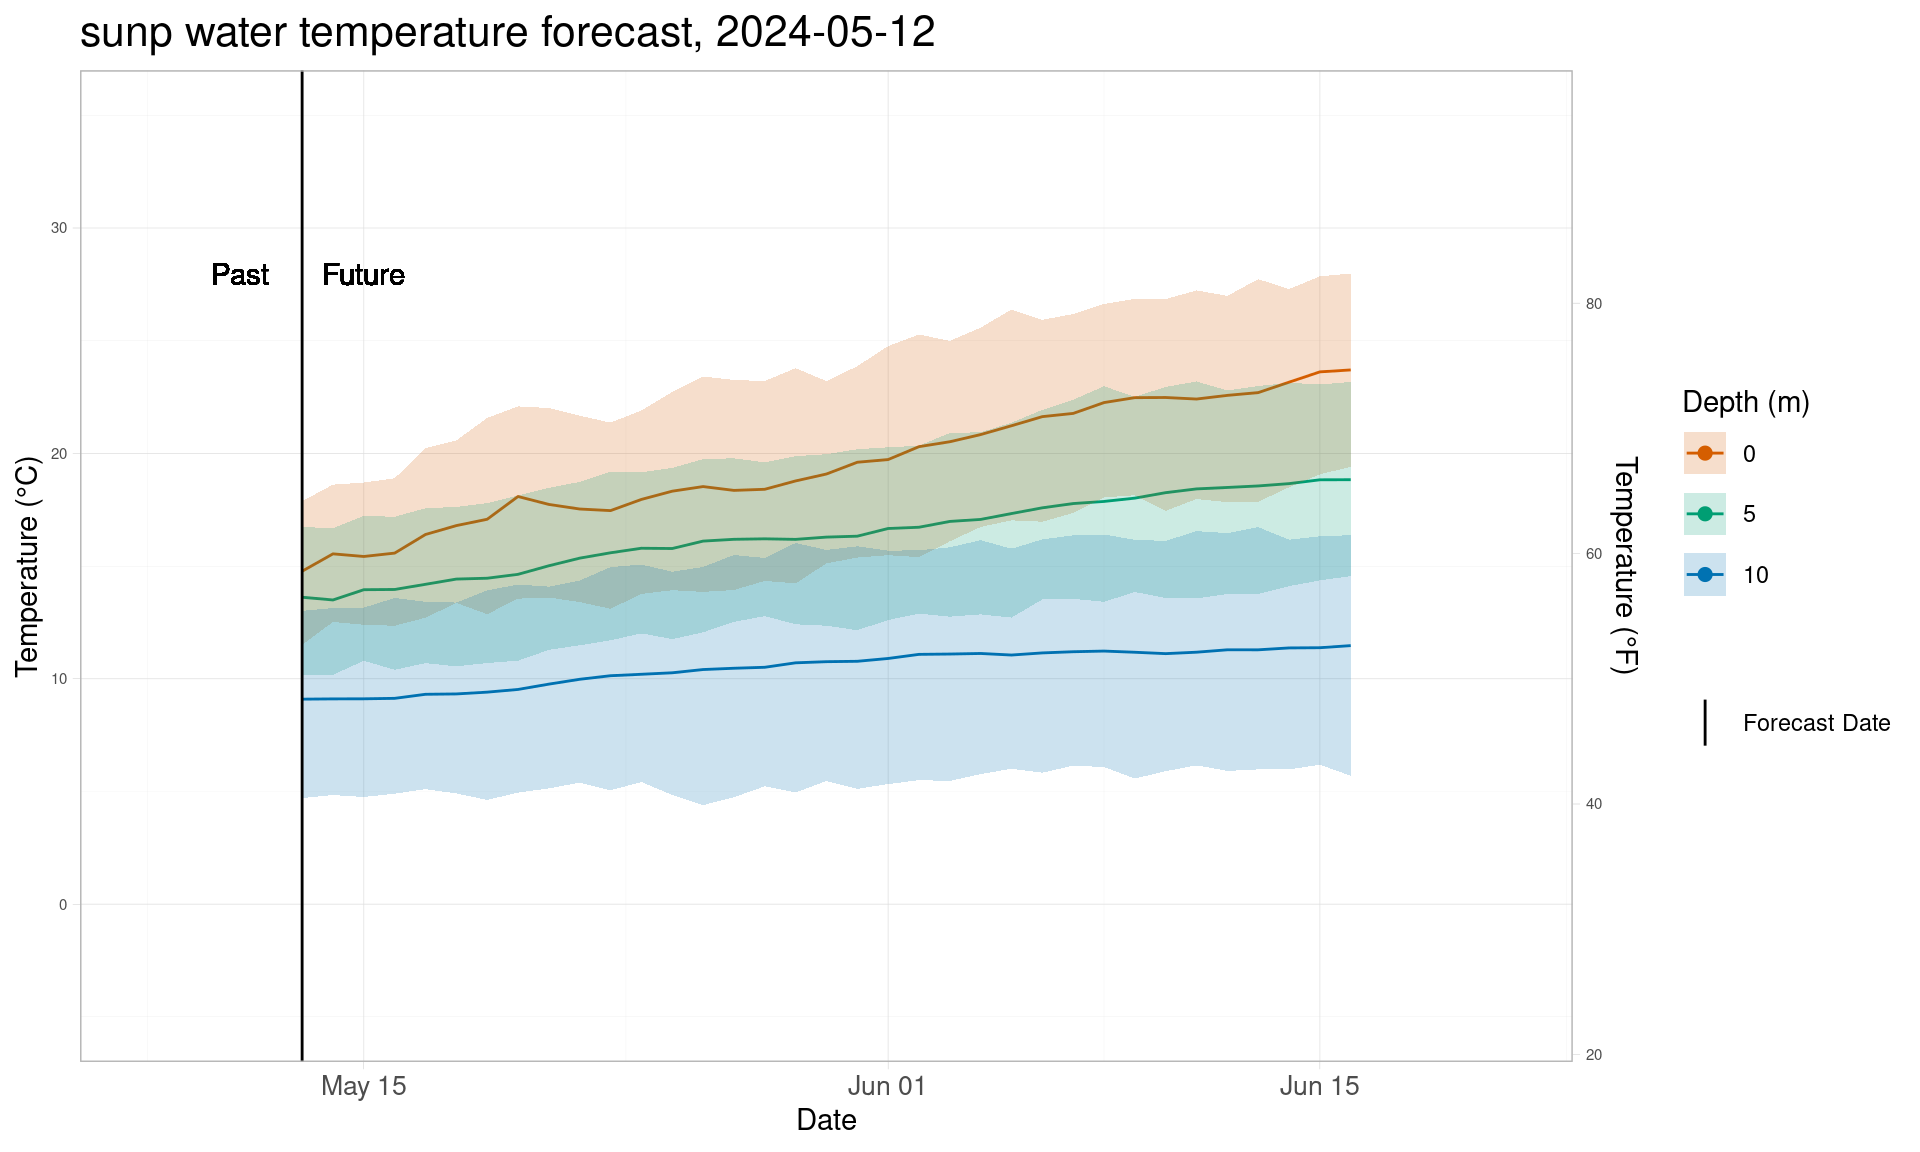 sunp water temperature forecast, 2024-05-12
Temperature (°C)
30
20
10
0
Past
Future
80
60
40
20
Temperature (°F)
May 15
Jun 01
Jun 15
Date
Depth (m)
0
5
10
Forecast Date